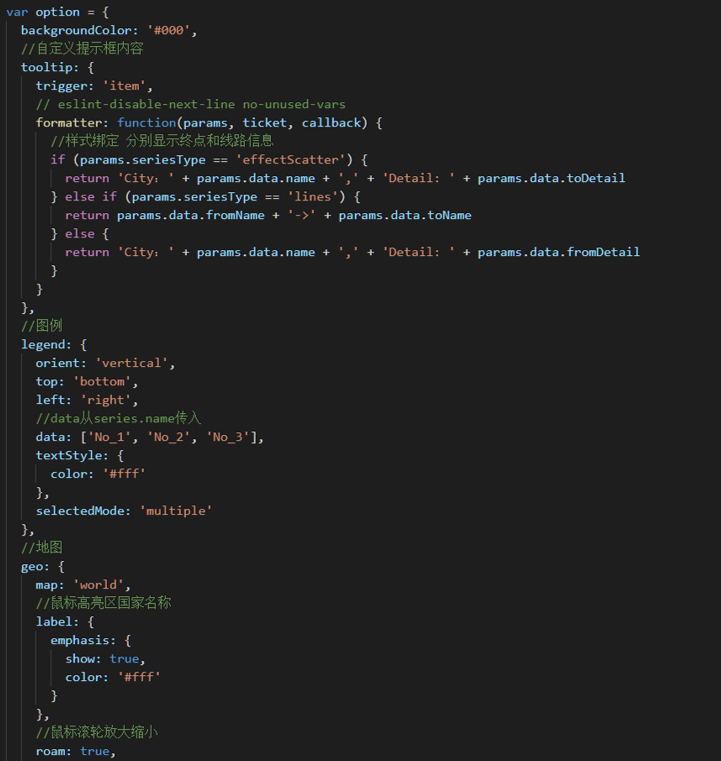 var option = {
backgroundColor: '#000',
//自定义提示框内容
tooltip: {
trigger: 'item',
// eslint-disable-next-line no-unused-vars
formatter: function(params, ticket, callback) {
//样式绑定 分别显示终点和线路信息
if (params.seriesType == 'effectScatter') {
return 'City：' + params.data.name + ',' + 'Detail: ' + params.data.toDetail
} else if (params.seriesType == 'lines') {
return params.data.fromName + '->' + params.data.toName
} else {
return 'City：' + params.data.name + ',' + 'Detail: ' + params.data.fromDetail
}
}
},
//图例
legend: {
orient: 'vertical',
top: 'bottom',
left: 'right',
//data从series.name传入
data: ['No_1', 'No_2', 'No_3'],
textStyle: {
color: '#fff'
},
selectedMode: 'multiple'
},
//地图
geo: {
map: 'world',
//鼠标高亮区国家名称
label: {
emphasis: {
show: true,
color: '#fff'
}
},
//鼠标滚轮放大缩小
roam: true,